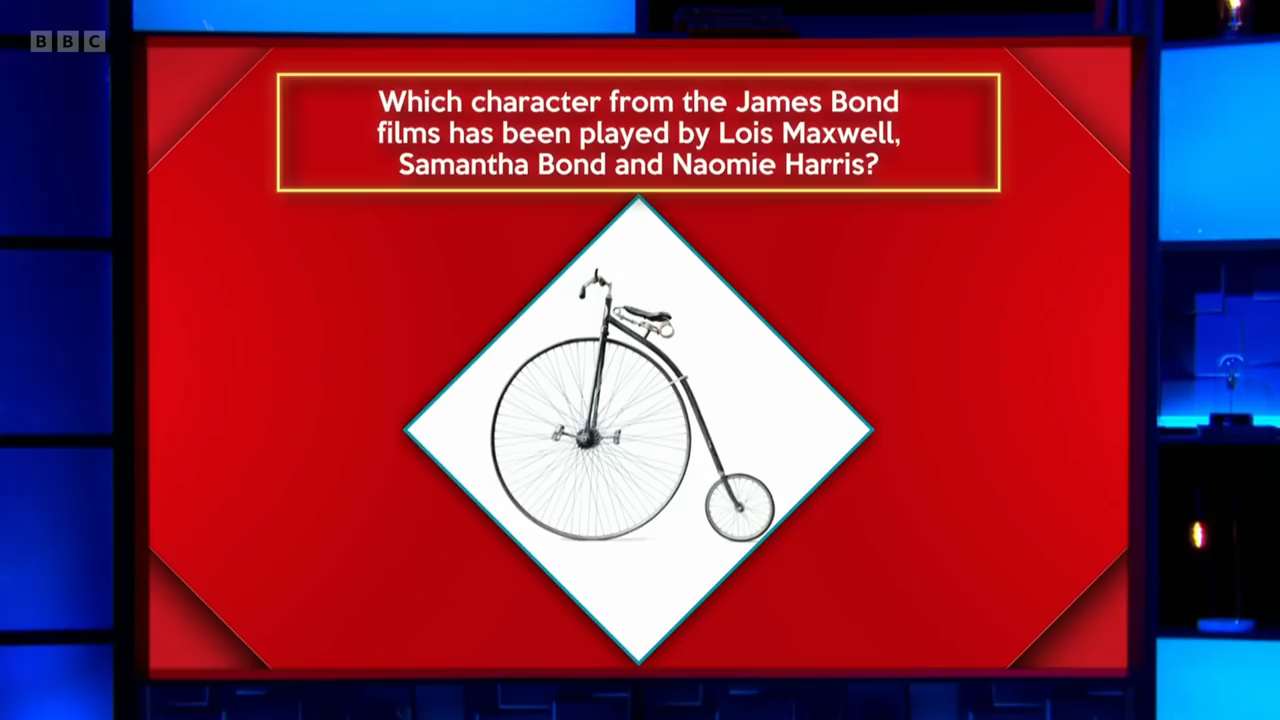 BBC
Which character from the James Bond
films has been played by Lois Maxwell,
Samantha Bond and Naomie Harris?